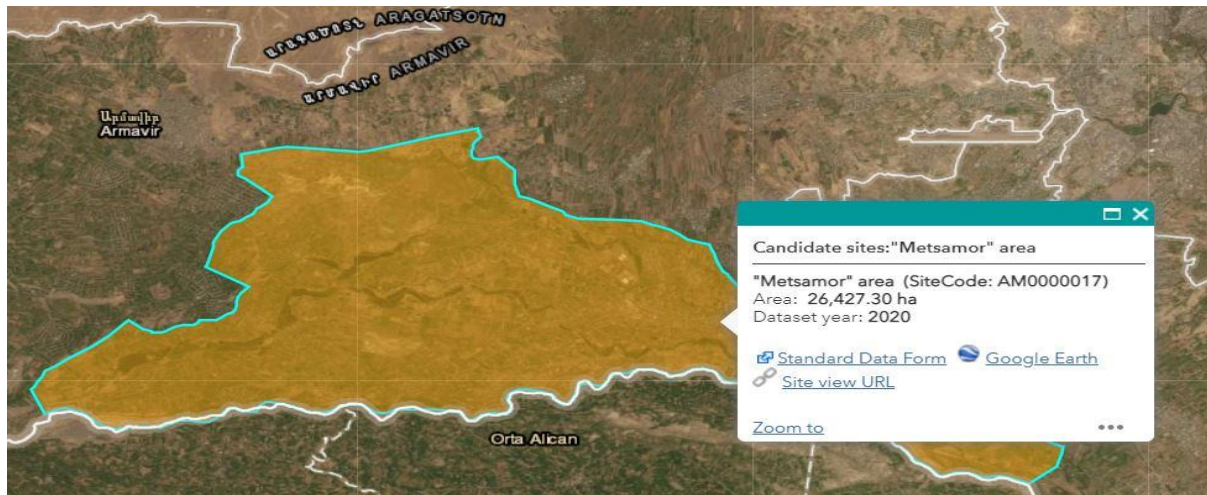 ԱՐԱԳԱԾՈՏՆ ARAGATSOTN
ԱՐՄԱՎԻՐ ARMAVIR
Արմավիր
Armavir
Candidate sites:"Metsamor" area
"Metsamor" area (SiteCode: AM0000017)
Area: 26,427.30 ha
Dataset year: 2020
Standard Data Form Google Earth
Site view URL
Zoom to
Orta Alican